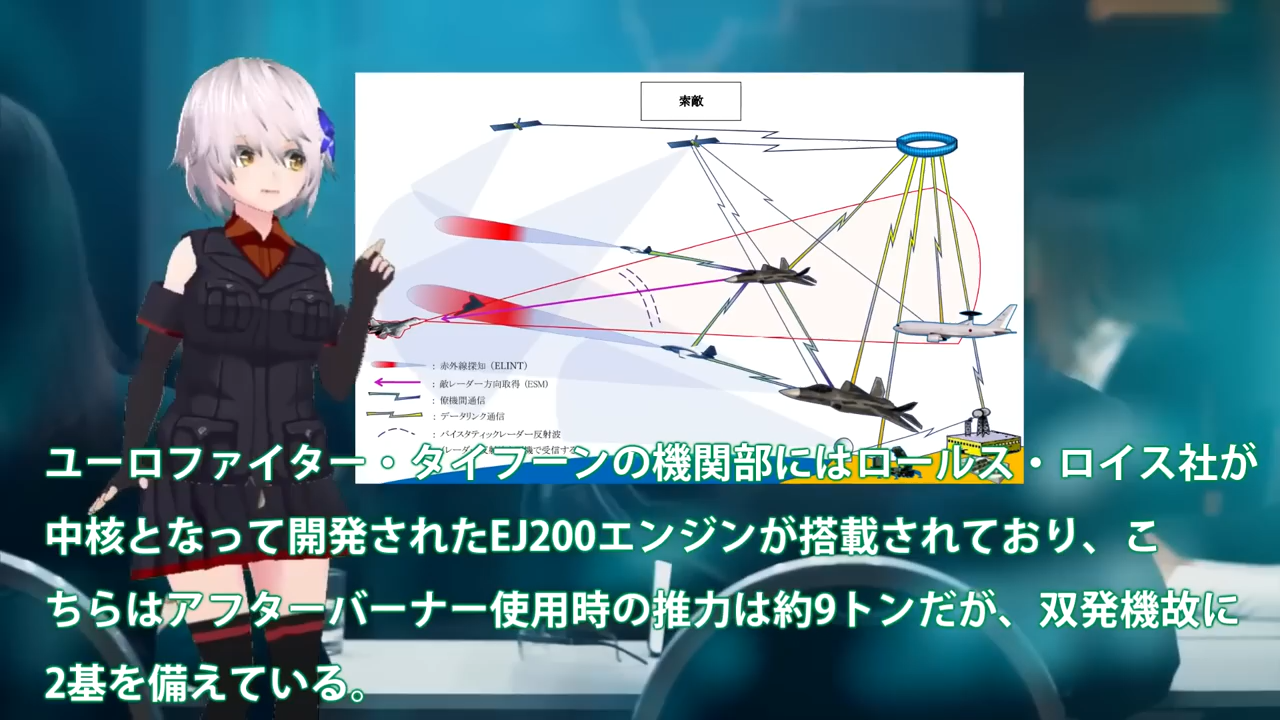 索敵
：赤外線探知（ELINT）
：敵レーダー方向取得（ESM）
：僚機間通信
：データリンク通信
：バイスタティックレーダー反射波
ユーロファイター・タイフーンの機関部にはロールス・ロイス社が
中核となって開発されたEJ200エンジンが搭載されており、こ
ちらはアフターバーナー使用時の推力は約9トンだが、双発機故に
2基を備えている。